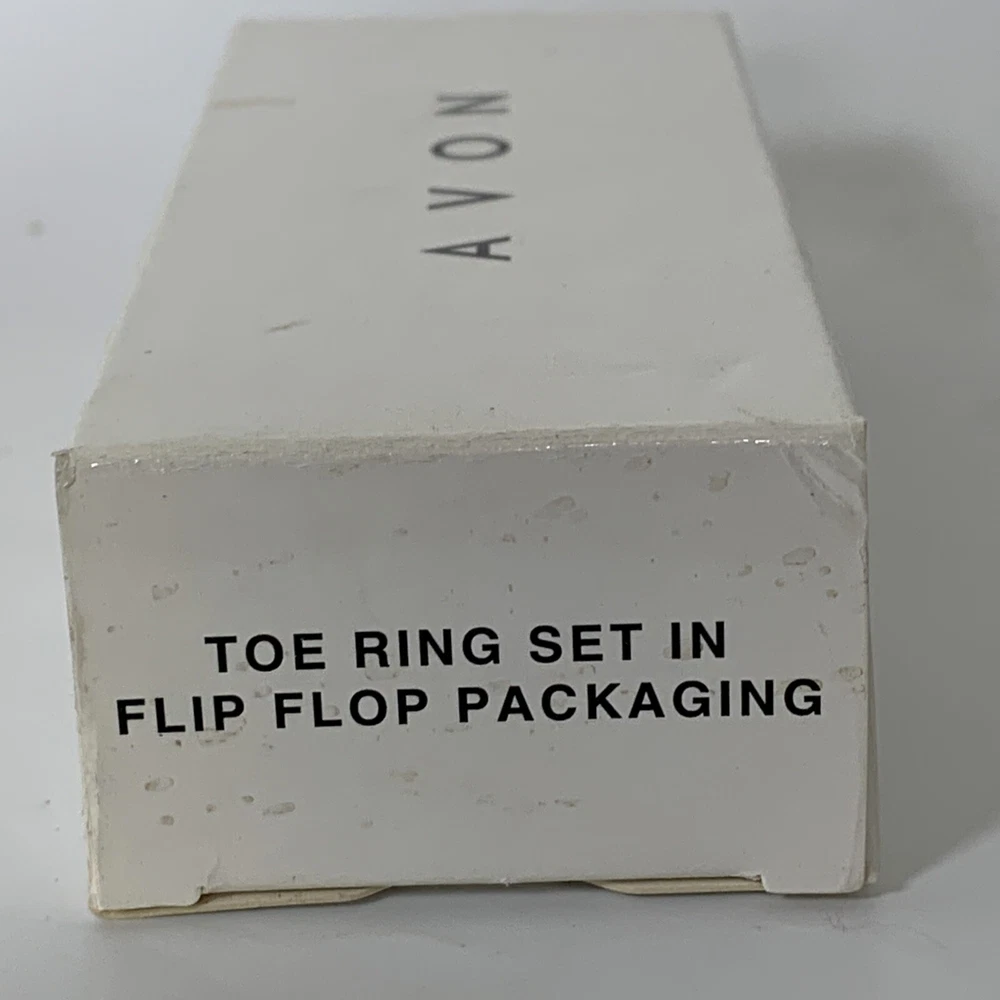 AVON
TOE RING SET IN
FLIP FLOP PACKAGING